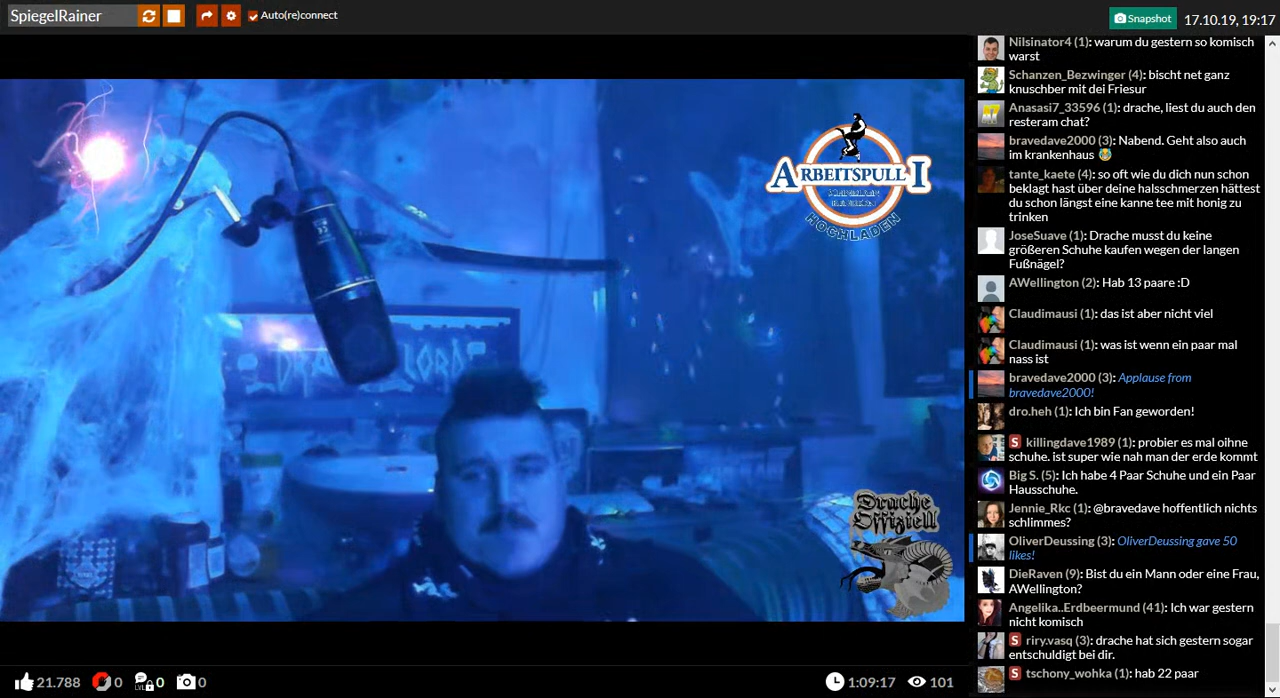 SpiegelRainer
Auto(re)connect
Snapshot
17.10.19, 19:17
ARBEITSPULLI
HOCHLADEN
LORD
Drache
Offiziell
Nilsinator4 (1): warum du gestern so komisch
warst
Schanzen_Bezwinger (4): bischt net ganz
knuschber mit dei Friesur
Anasasi7_33596 (1): drache, liest du auch den
resteram chat?
bravedave2000 (3): Nabend. Geht also auch
im krankenhaus
tante_kaete (4): so oft wie du dich nun schon
beklagt hast über deine halsschmerzen hättest
du schon längst eine kanne tee mit honig zu
trinken
JoseSuave (1): Drache musst du keine
größeren Schuhe kaufen wegen der langen
Fußnägel?
AWellington (2): Hab 13 paare :D
Claudimausi (1): das ist aber nicht viel
Claudimausi (1): was ist wenn ein paar mal
nass ist
bravedave2000 (3): Applause from
bravedave2000!
dro.heh (1): Ich bin Fan geworden!
S killingdave1989 (1): probier es mal oihne
schuhe. ist super wie nah man der erde kommt
Big S. (5): Ich habe 4 Paar Schuhe und ein Paar
Hausschuhe.
Jennie_Rkc (1): @bravedave hoffentlich nichts
schlimmes?
OliverDeussing (3): OliverDeussing gave 50
likes!
DieRaven (9): Bist du ein Mann oder eine Frau,
AWellington?
Angelika..Erdbeermund (41): Ich war gestern
nicht komisch
S riry.vasq (3): drache hat sich gestern sogar
entschuldigt bei dir.
S tschony_wohka (1): hab 22 paar
21.788 0 LVL 0 0
1:09:17 101